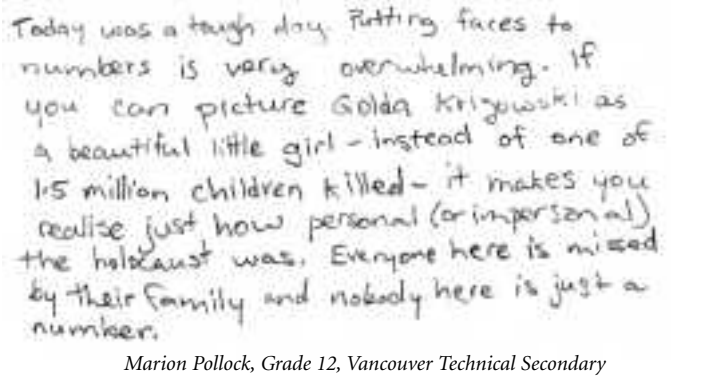 Today was a tough day. Putting faces to
numbers is very overwhelming. If
you can picture Golda Krizowski as
a beautiful little girl - instead of one of
1.5 million children killed - it makes you
realise just how personal (or impersonal)
the holocaust was. Everyone here is missed
by their family and nobody here is just a
number.
Marion Pollock, Grade 12, Vancouver Technical Secondary